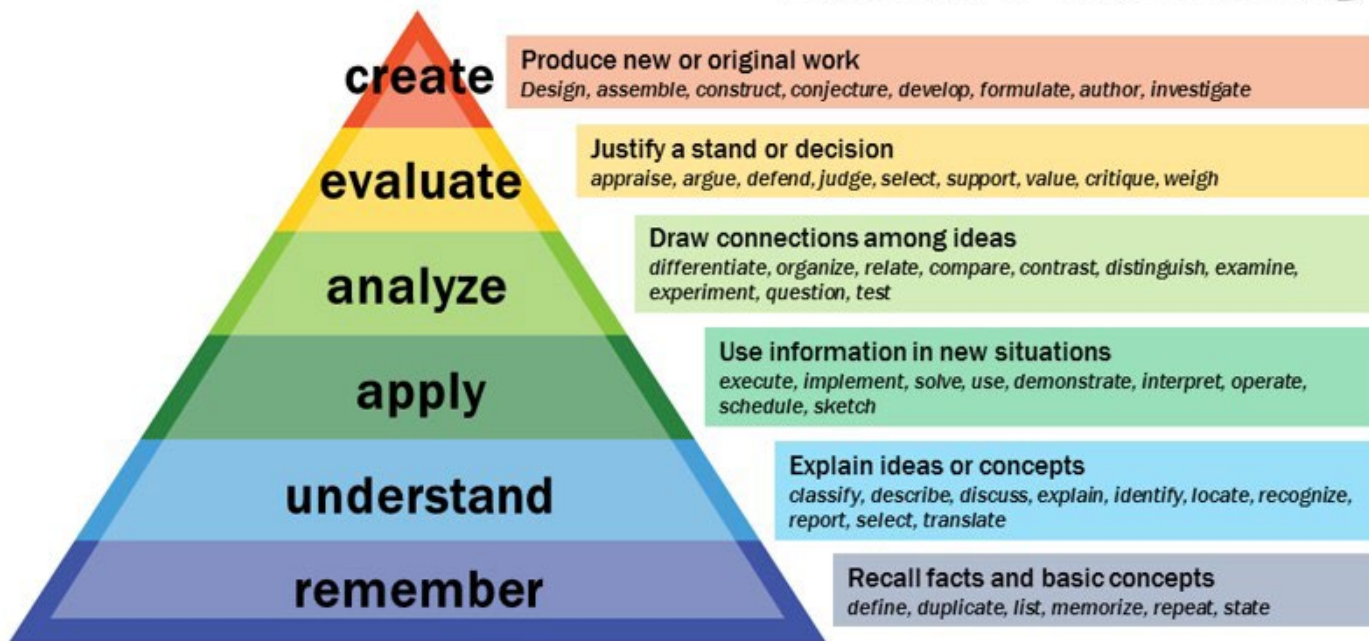 create
Produce new or original work
Design, assemble, construct, conjecture, develop, formulate, author, investigate
evaluate
Justify a stand or decision
appraise, argue, defend, judge, select, support, value, critique, weigh
analyze
Draw connections among ideas
differentiate, organize, relate, compare, contrast, distinguish, examine,
experiment, question, test
apply
Use information in new situations
execute, implement, solve, use, demonstrate, interpret, operate,
schedule, sketch
understand
Explain ideas or concepts
classify, describe, discuss, explain, identify, locate, recognize,
report, select, translate
remember
Recall facts and basic concepts
define, duplicate, list, memorize, repeat, state